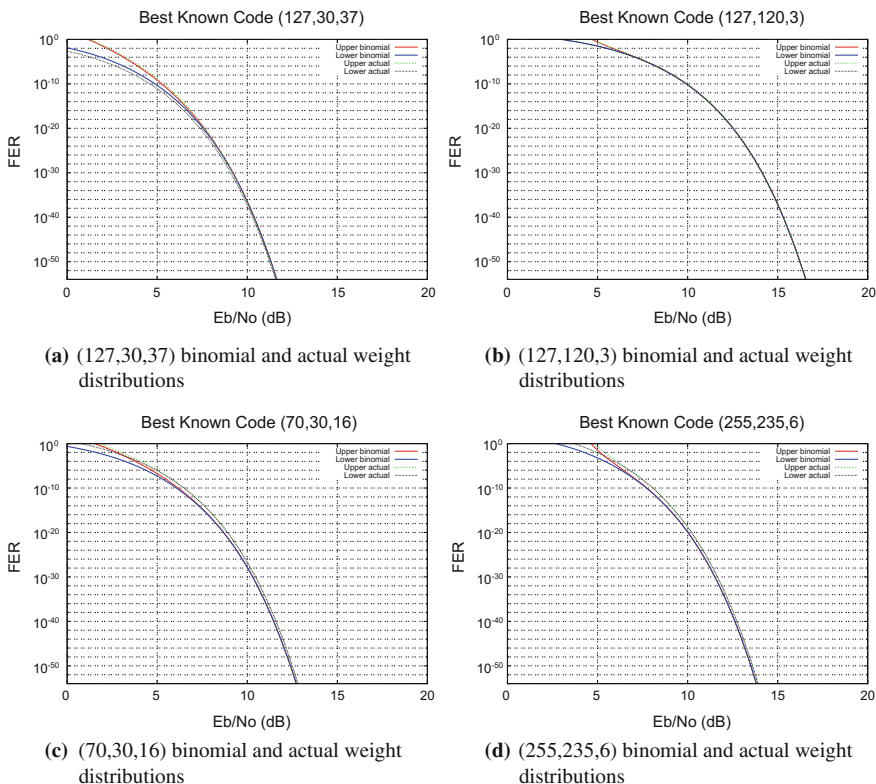 Best Known Code (127,30,37)
Upper binomial
Lower binomial
Upper actual
Lower actual
10^0
10^-10
10^-20
10^-30
10^-40
10^-50
FER
0 5 10 15 20
Eb/No (dB)
(a) (127,30,37) binomial and actual weight
distributions
Best Known Code (127,120,3)
Upper binomial
Lower binomial
Upper actual
Lower actual
10^0
10^-10
10^-20
10^-30
10^-40
10^-50
FER
0 5 10 15 20
Eb/No (dB)
(b) (127,120,3) binomial and actual weight
distributions
Best Known Code (70,30,16)
Upper binomial
Lower binomial
Upper actual
Lower actual
10^0
10^-10
10^-20
10^-30
10^-40
10^-50
FER
0 5 10 15 20
Eb/No (dB)
(c) (70,30,16) binomial and actual weight
distributions
Best Known Code (255,235,6)
Upper binomial
Lower binomial
Upper actual
Lower actual
10^0
10^-10
10^-20
10^-30
10^-40
10^-50
FER
0 5 10 15 20
Eb/No (dB)
(d) (255,235,6) binomial and actual weight
distributions